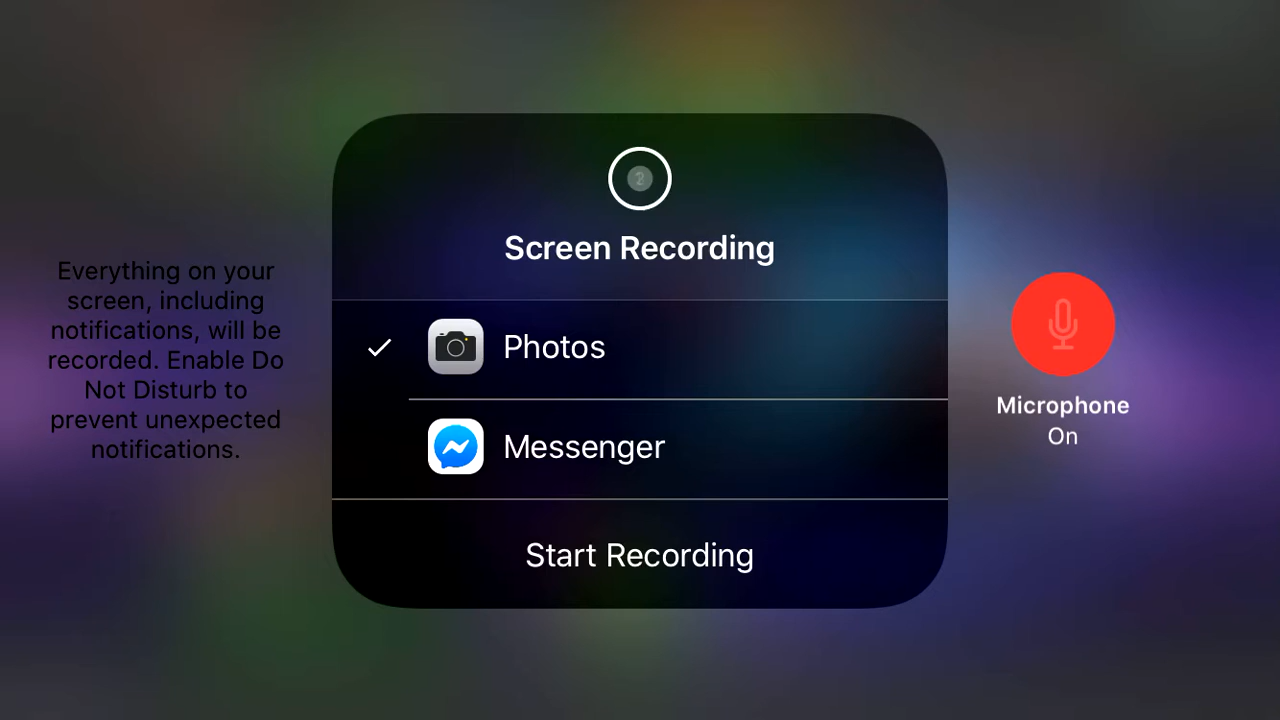 Everything on your
screen, including
notifications, will be
recorded. Enable Do
Not Disturb to
prevent unexpected
notifications.
Screen Recording
Photos
Messenger
Start Recording
Microphone
On